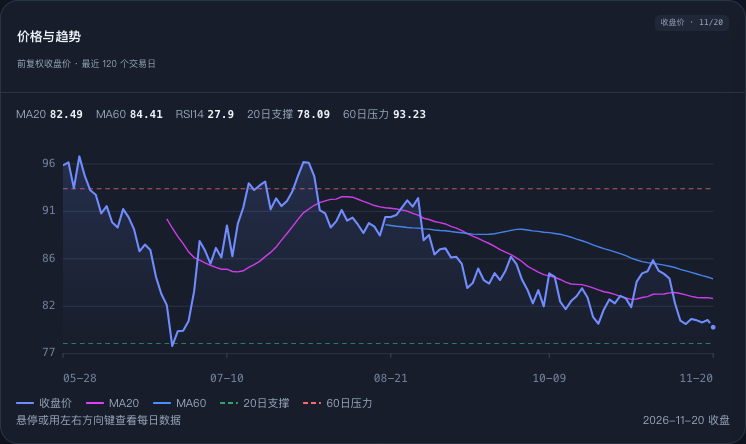 收盘价 · 11/20
价格与趋势
前复权收盘价 · 最近 120 个交易日
MA20 82.49 MA60 84.41 RSI14 27.9 20日支撑 78.09 60日压力 93.23
96
91
86
82
77
05-28 07-10 08-21 10-09 11-20
收盘价 MA20 MA60 20日支撑 60日压力
悬停或用左右方向键查看每日数据 2026-11-20 收盘